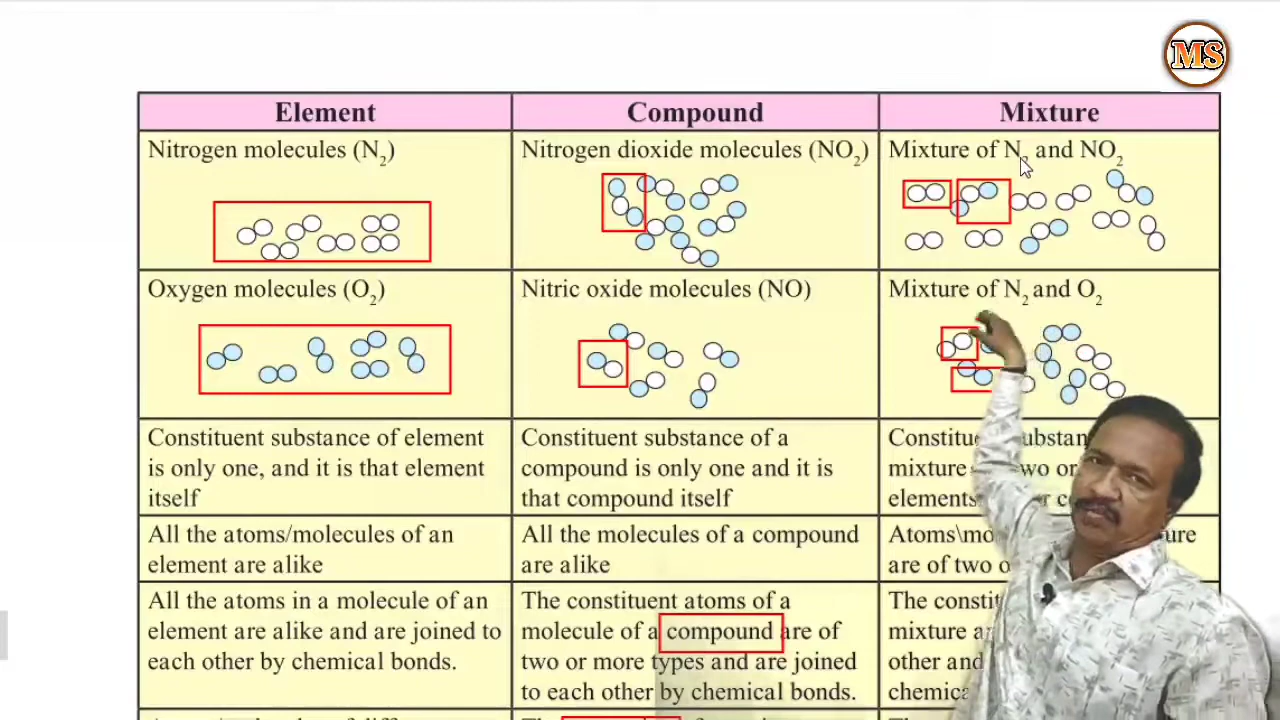 MS
Element
Compound
Mixture
Nitrogen molecules (N2)
Nitrogen dioxide molecules (NO2)
Mixture of N2 and NO2
Oxygen molecules (O2)
Nitric oxide molecules (NO)
Mixture of N2 and O2
Constituent substance of element
is only one, and it is that element
itself
Constituent substance of a
compound is only one and it is
that compound itself
mixture
elements
All the atoms/molecules of an
element are alike
All the molecules of a compound
are alike
are of two
All the atoms in a molecule of an
element are alike and are joined to
each other by chemical bonds.
The constituent atoms of a
molecule of a compound are of
two or more types and are joined
to each other by chemical bonds.
The
mixture
other and